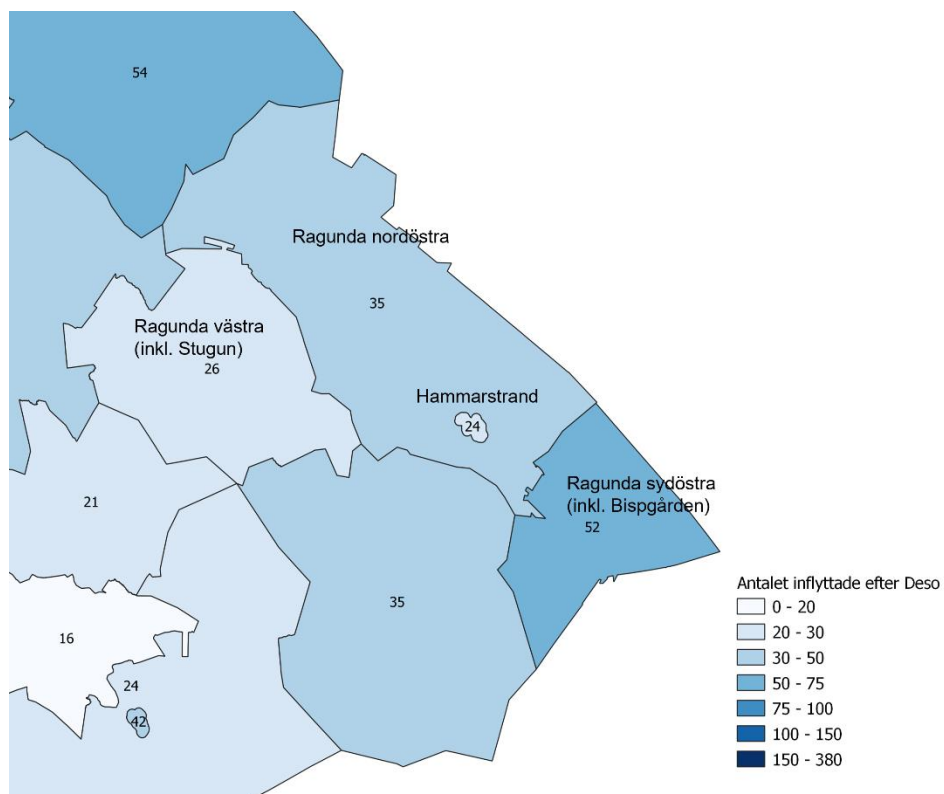 54
Ragunda nordöstra
35
Ragunda västra
(inkl. Stugun)
26
Hammarstrand
24
Ragunda sydöstra
(inkl. Bispgården)
52
21
35
16
24
42
Antalet inflyttade efter Deso
0 - 20
20 - 30
30 - 50
50 - 75
75 - 100
100 - 150
150 - 380